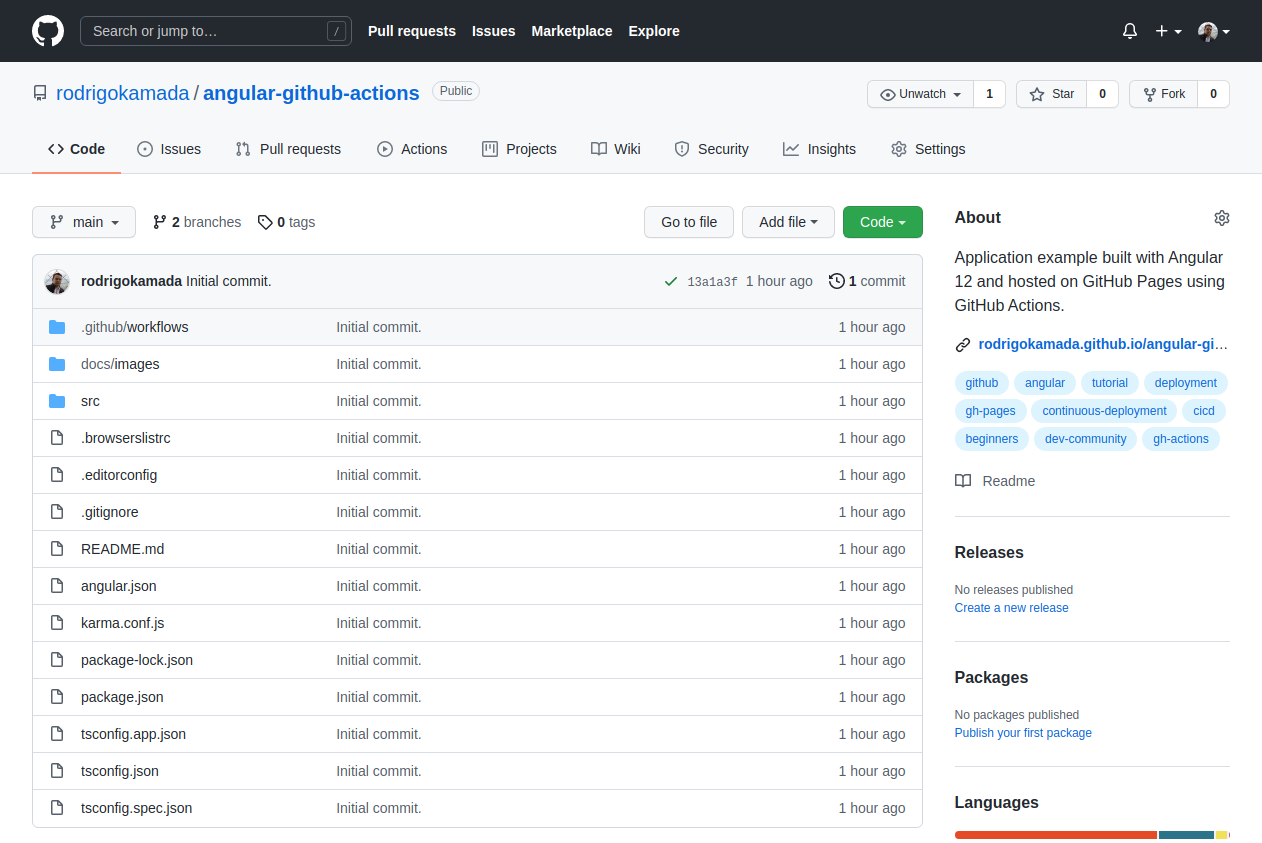 Search or jump to… / Pull requests Issues Marketplace Explore
rodrigokamada / angular-github-actions Public Unwatch 1 Star 0 Fork 0
Code Issues Pull requests Actions Projects Wiki Security Insights Settings
main 2 branches 0 tags Go to file Add file Code
rodrigokamada Initial commit. 13a1a3f 1 hour ago 1 commit
.github/workflows Initial commit. 1 hour ago
docs/images Initial commit. 1 hour ago
src Initial commit. 1 hour ago
.browserslistrc Initial commit. 1 hour ago
.editorconfig Initial commit. 1 hour ago
.gitignore Initial commit. 1 hour ago
README.md Initial commit. 1 hour ago
angular.json Initial commit. 1 hour ago
karma.conf.js Initial commit. 1 hour ago
package-lock.json Initial commit. 1 hour ago
package.json Initial commit. 1 hour ago
tsconfig.app.json Initial commit. 1 hour ago
tsconfig.json Initial commit. 1 hour ago
tsconfig.spec.json Initial commit. 1 hour ago
About
Application example built with Angular
12 and hosted on GitHub Pages using
GitHub Actions.
rodrigokamada.github.io/angular-gi…
github angular tutorial deployment
gh-pages continuous-deployment cicd
beginners dev-community gh-actions
Readme
Releases
No releases published
Create a new release
Packages
No packages published
Publish your first package
Languages